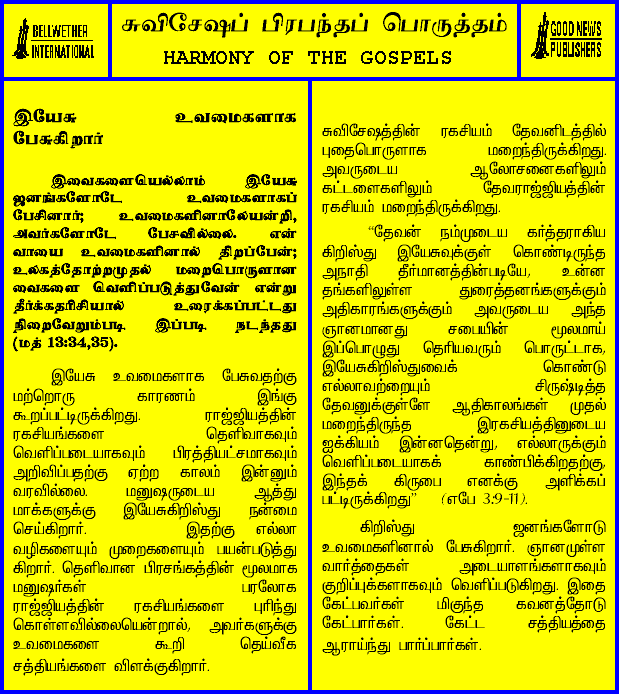 BELLWETHER
INTERNATIONAL
சுவிசேஷப் பிரபந்தப் பொருத்தம்
HARMONY OF THE GOSPELS
GOOD NEWS
PUBLISHERS
இயேசு உவமைகளாக
பேசுகிறார்
இவைகளையெல்லாம் இயேசு
ஜனங்களோடே உவமைகளாகப்
பேசினார்; உவமைகளினாலேயன்றி,
அவர்களோடே பேசவில்லை. என்
வாயை உவமைகளினால் திறப்பேன்;
உலகத்தோற்றமுதல் மறைபொருளான
வைகளை வெளிப்படுத்துவேன் என்று
தீர்க்கதரிசியால் உரைக்கப்பட்டது
நிறைவேறும்படி இப்படி நடந்தது
(மத் 13:34,35).
இயேசு உவமைகளாக பேசுவதற்கு
மற்றொரு காரணம் இங்கு
கூறப்பட்டிருக்கிறது. ராஜ்ஜியத்தின்
ரகசியங்களை தெளிவாகவும்
வெளிப்படையாகவும் பிரத்தியட்சமாகவும்
அறிவிப்பதற்கு ஏற்ற காலம் இன்னும்
வரவில்லை. மனுஷருடைய ஆத்து
மாக்களுக்கு இயேசுகிறிஸ்து நன்மை
செய்கிறார். இதற்கு எல்லா
வழிகளையும் முறைகளையும் பயன்படுத்து
கிறார். தெளிவான பிரசங்கத்தின் மூலமாக
மனுஷர்கள் பரலோக
ராஜ்ஜியத்தின் ரகசியங்களை புரிந்து
கொள்ளவில்லையென்றால், அவர்களுக்கு
உவமைகளை கூறி தெய்வீக
சத்தியங்களை விளக்குகிறார்.
சுவிசேஷத்தின் ரகசியம் தேவனிடத்தில்
புதைபொருளாக மறைந்திருக்கிறது.
அவருடைய ஆலோசனைகளிலும்
கட்டளைகளிலும் தேவராஜ்ஜியத்தின்
ரகசியம் மறைந்திருக்கிறது.
“தேவன் நம்முடைய கர்த்தராகிய
கிறிஸ்து இயேசுவுக்குள் கொண்டிருந்த
அநாதி தீர்மானத்தின்படியே, உன்ன
தங்களிலுள்ள துரைத்தனங்களுக்கும்
அதிகாரங்களுக்கும் அவருடைய அந்த
ஞானமானது சபையின் மூலமாய்
இப்பொழுது தெரியவரும் பொருட்டாக,
இயேசுகிறிஸ்துவைக் கொண்டு
எல்லாவற்றையும் சிருஷ்டித்த
தேவனுக்குள்ளே ஆதிகாலங்கள் முதல்
மறைந்திருந்த இரகசியத்தினுடைய
ஐக்கியம் இன்னதென்று, எல்லாருக்கும்
வெளிப்படையாகக் காண்பிக்கிறதற்கு,
இந்தக் கிருபை எனக்கு அளிக்கப்
பட்டிருக்கிறது” (எபே 3:9-11).
கிறிஸ்து ஜனங்களோடு
உவமைகளினால் பேசுகிறார். ஞானமுள்ள
வார்த்தைகள் அடையாளங்களாகவும்
குறிப்புக்களாகவும் வெளிப்படுகிறது. இதை
கேட்பவர்கள் மிகுந்த கவனத்தோடு
கேட்பார்கள். கேட்ட சத்தியத்தை
ஆராய்ந்து பார்ப்பார்கள்.